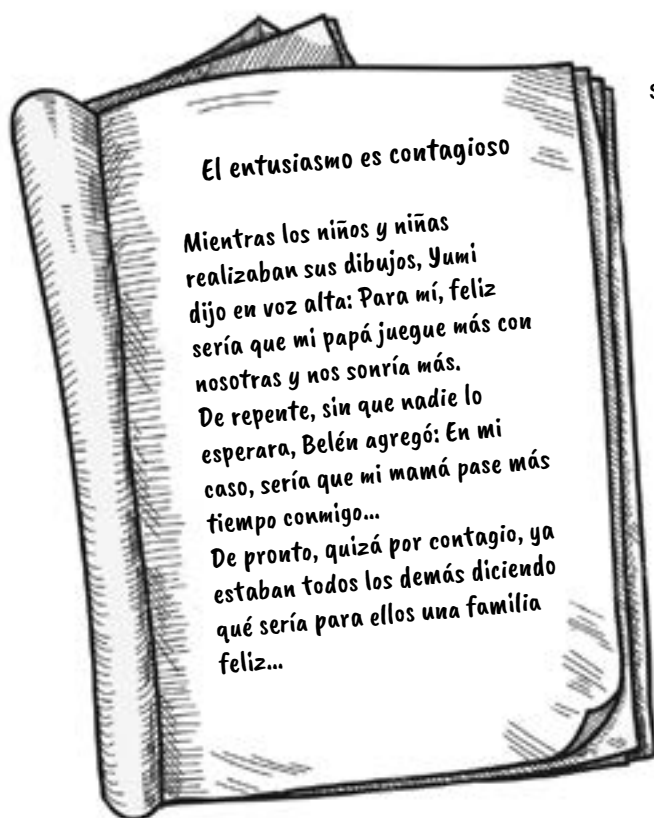 El entusiasmo es contagioso
Mientras los niños y niñas
realizaban sus dibujos, Yumi
dijo en voz alta: Para mí, feliz
sería que mi papá juegue más con
nosotras y nos sonría más.
De repente, sin que nadie lo
esperara, Belén agregó: En mi
caso, sería que mi mamá pase más
tiempo conmigo...
De pronto, quizá por contagio, ya
estaban todos los demás diciendo
qué sería para ellos una familia
feliz...